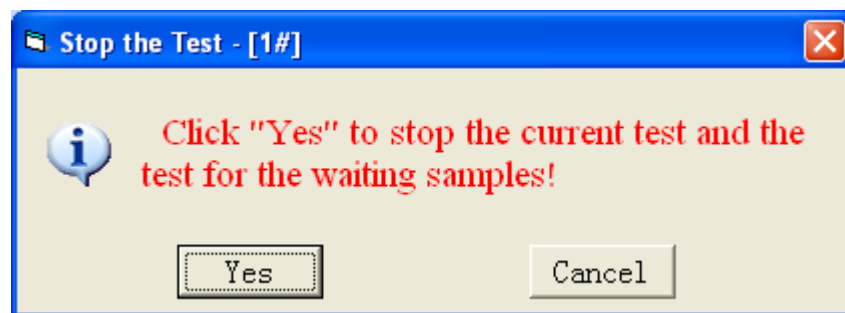 Stop the Test - [1#]
Click "Yes" to stop the current test and the
test for the waiting samples!
Yes Cancel